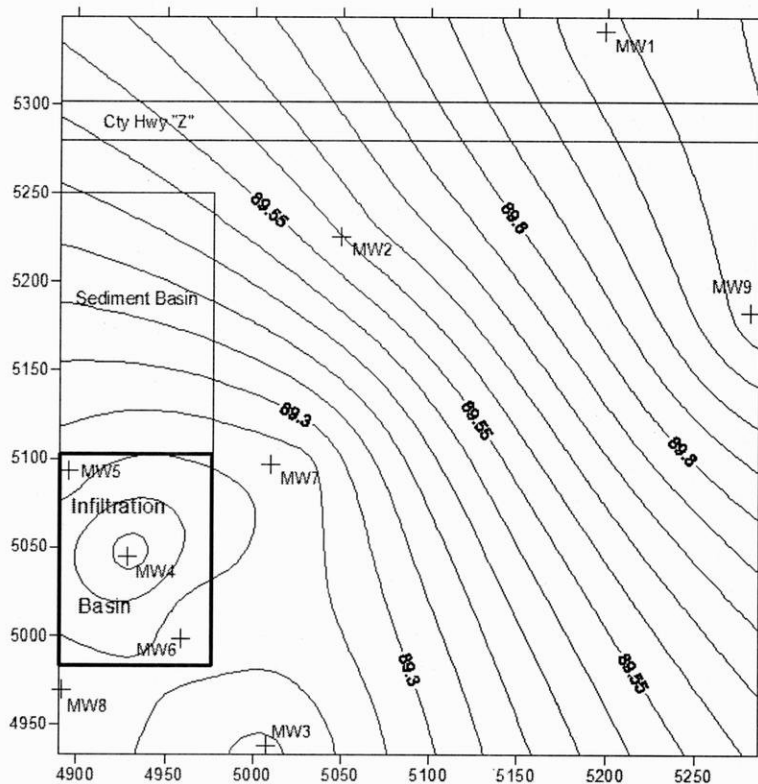 MW1
5300
Cty Hwy "Z"
5250
89.55
89.8
MW2
5200
Sediment Basin
MW9
5150
89.3
89.55
89.8
5100
MW5
MW7
Infiltration
5050
MW4
Basin
5000
MW6
89.3
89.55
MW8
4950
MW3
4900 4950 5000 5050 5100 5150 5200 5250